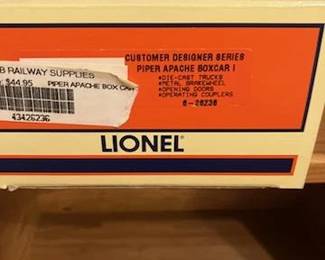 B RAILWAY SUPPLIES
$44.95 PIPER APACHE BOX CAR
43426236
CUSTOMER DESIGNER SERIES
PIPER APACHE BOXCAR I
•DIE-CAST TRUCKS
•METAL BRAKEWHEEL
•OPENING DOORS
•OPERATING COUPLERS
6-26236
LIONEL®